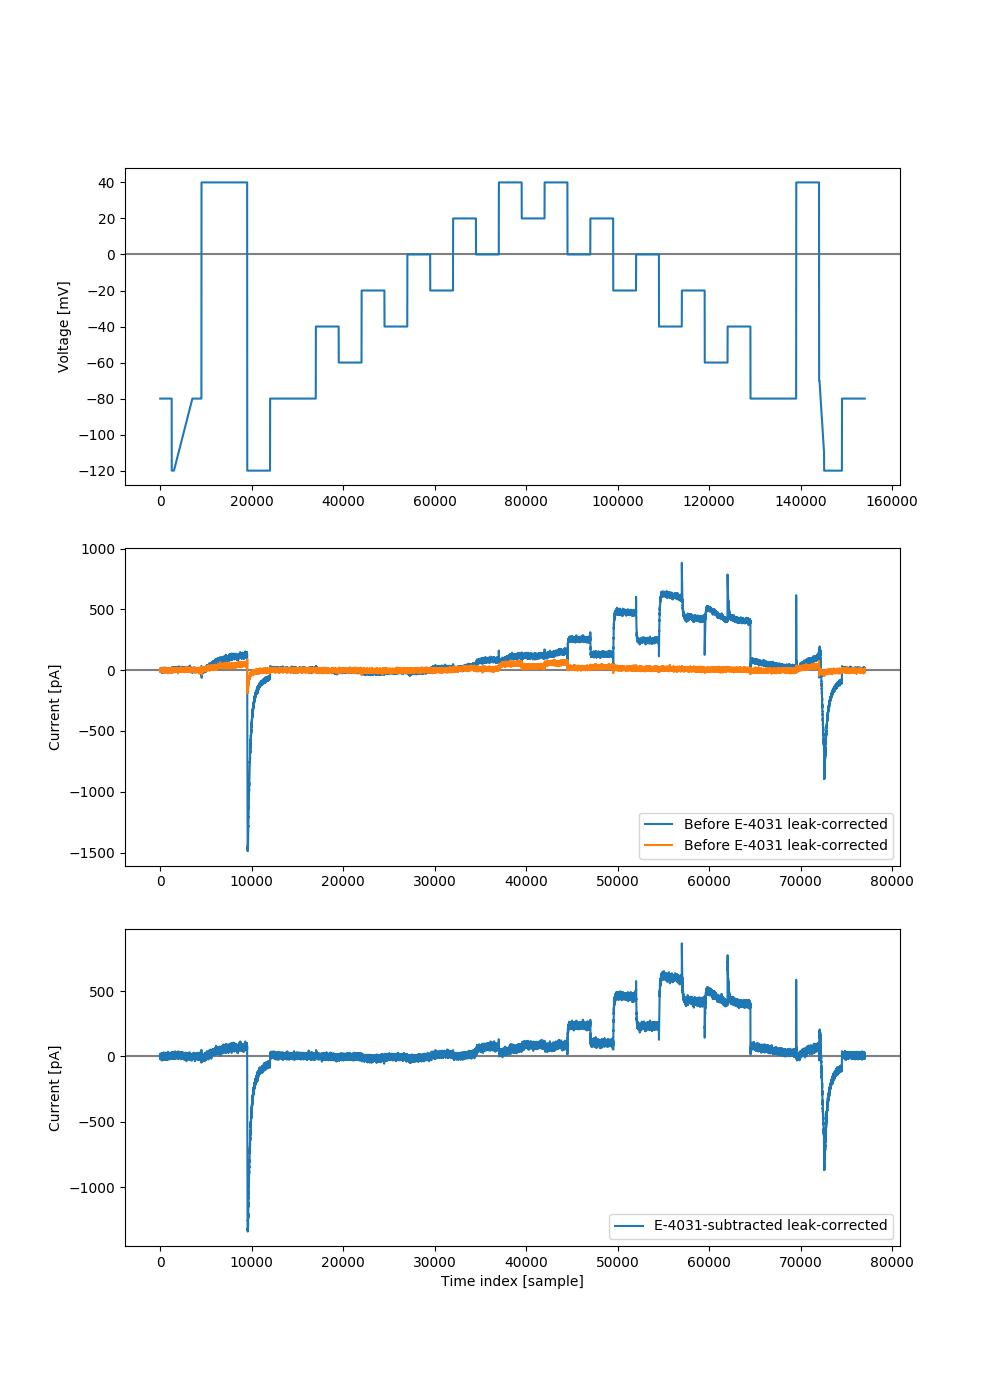 40
20
0
−20
−40
−60
−80
−100
−120
Voltage [mV]
0 20000 40000 60000 80000 100000 120000 140000 160000
1000
500
0
−500
−1000
−1500
Current [pA]
Before E-4031 leak-corrected
Before E-4031 leak-corrected
0 10000 20000 30000 40000 50000 60000 70000 80000
500
0
−500
−1000
Current [pA]
E-4031-subtracted leak-corrected
0 10000 20000 30000 40000 50000 60000 70000 80000
Time index [sample]